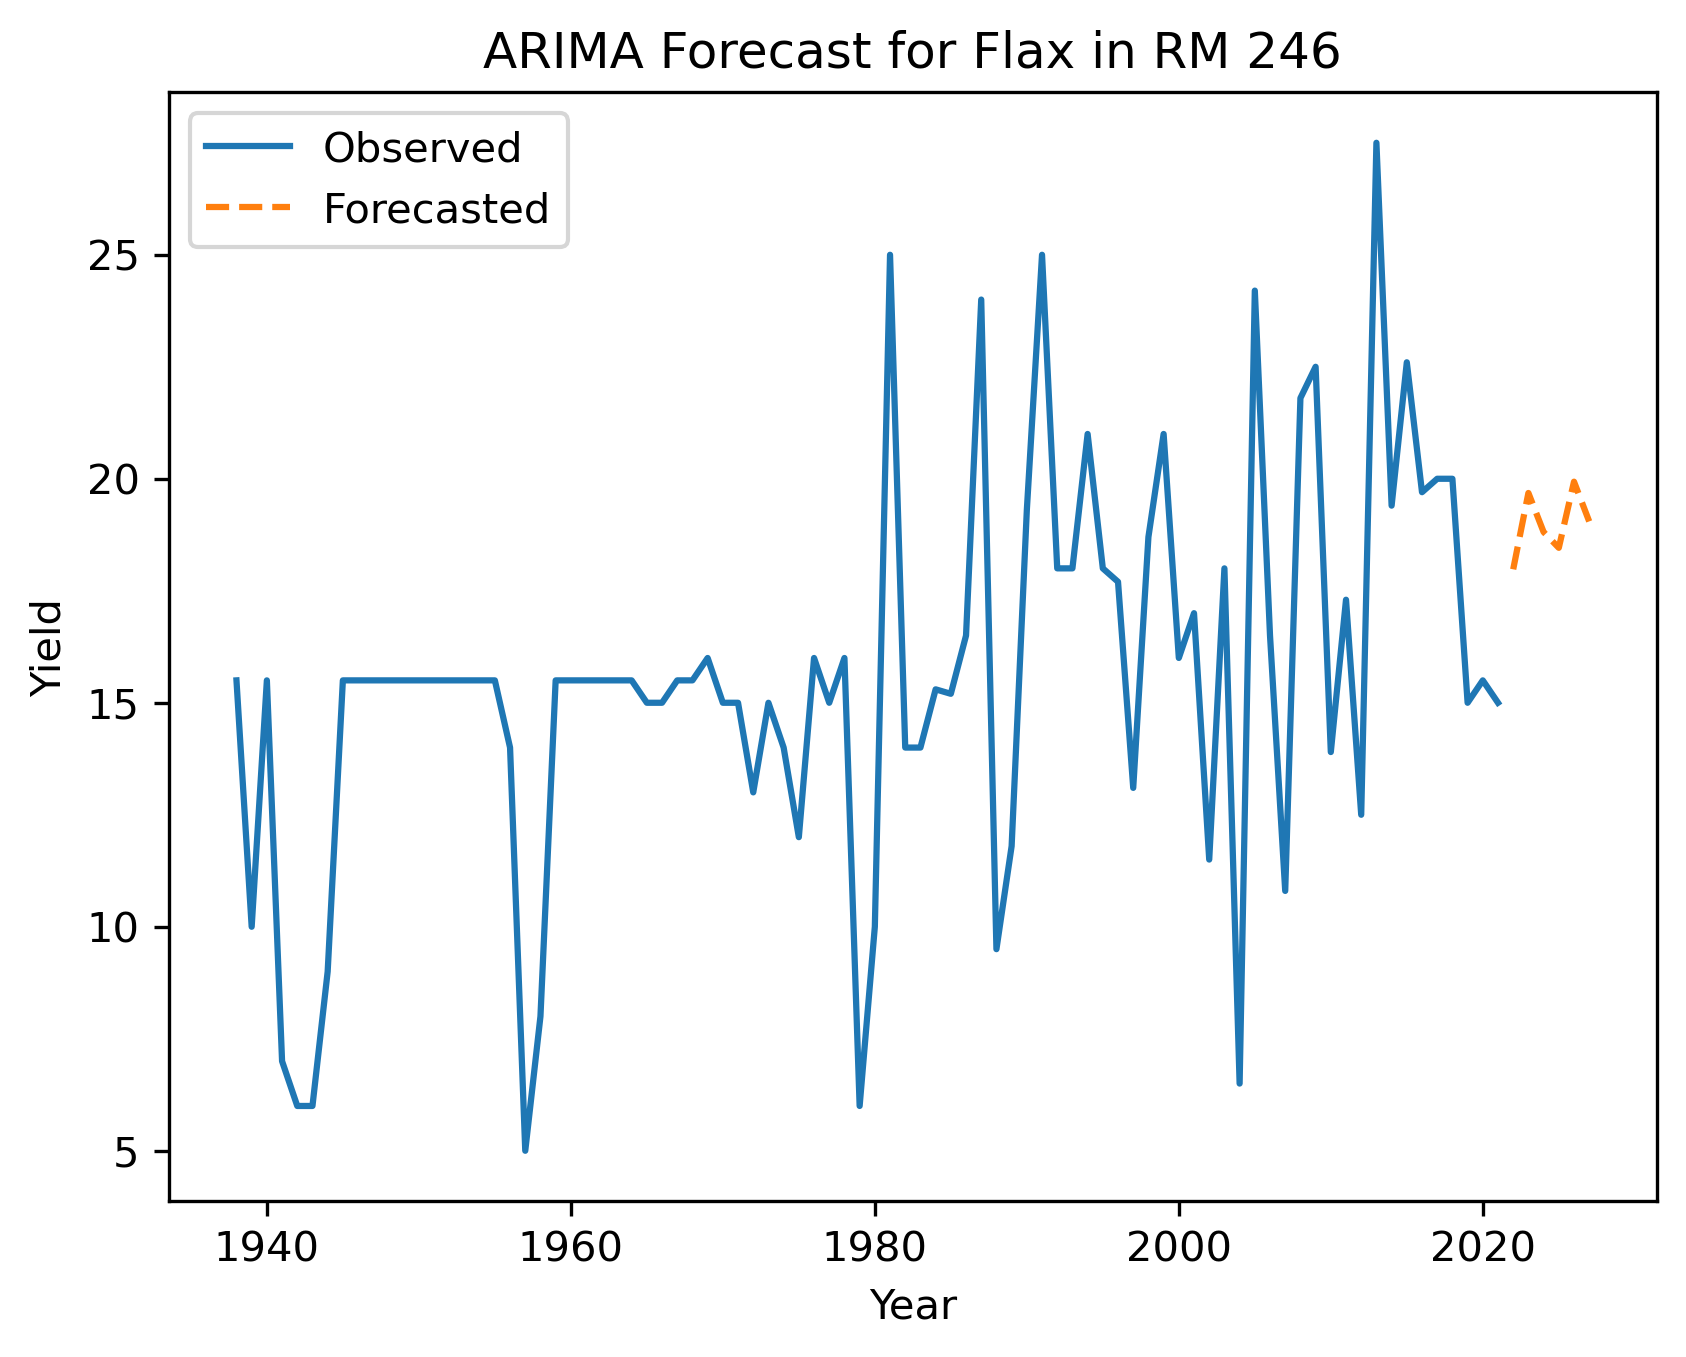 ARIMA Forecast for Flax in RM 246
Observed
Forecasted
25
20
15
10
5
Yield
1940 1960 1980 2000 2020
Year